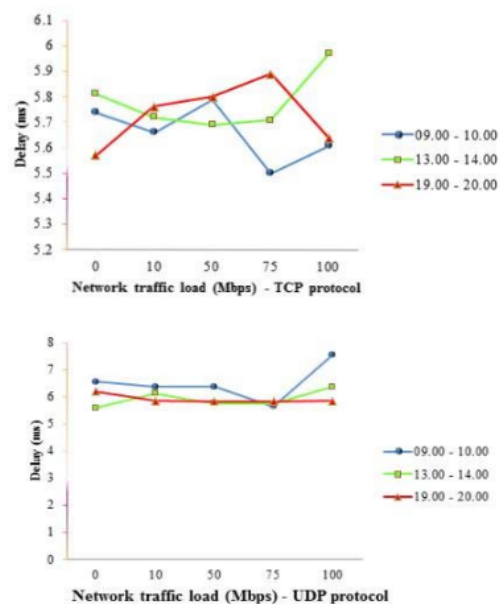 6.1
6
5.9
5.8
5.7
5.6
5.5
5.4
5.3
5.2
Delay (ms)
0 10 50 75 100
Network traffic load (Mbps) - TCP protocol
09.00 - 10.00
13.00 - 14.00
19.00 - 20.00
8
7
6
5
4
3
2
1
0
Delay (ms)
0 10 50 75 100
Network traffic load (Mbps) - UDP protocol
09.00 - 10.00
13.00 - 14.00
19.00 - 20.00